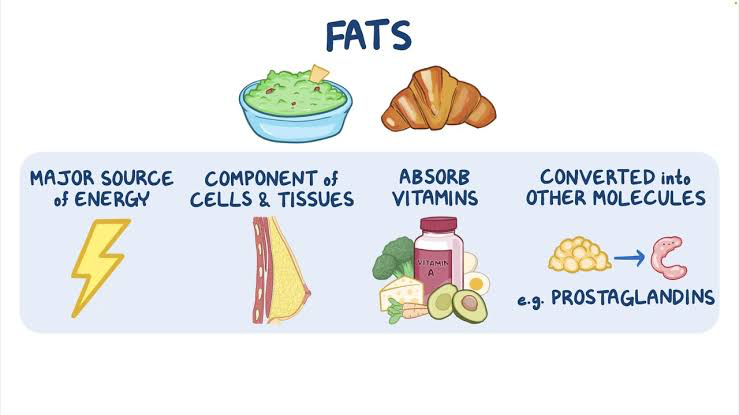 FATS
MAJOR SOURCE
of ENERGY
COMPONENT of
CELLS & TISSUES
ABSORB
VITAMINS
VITAMIN
A
CONVERTED into
OTHER MOLECULES
e.g. PROSTAGLANDINS